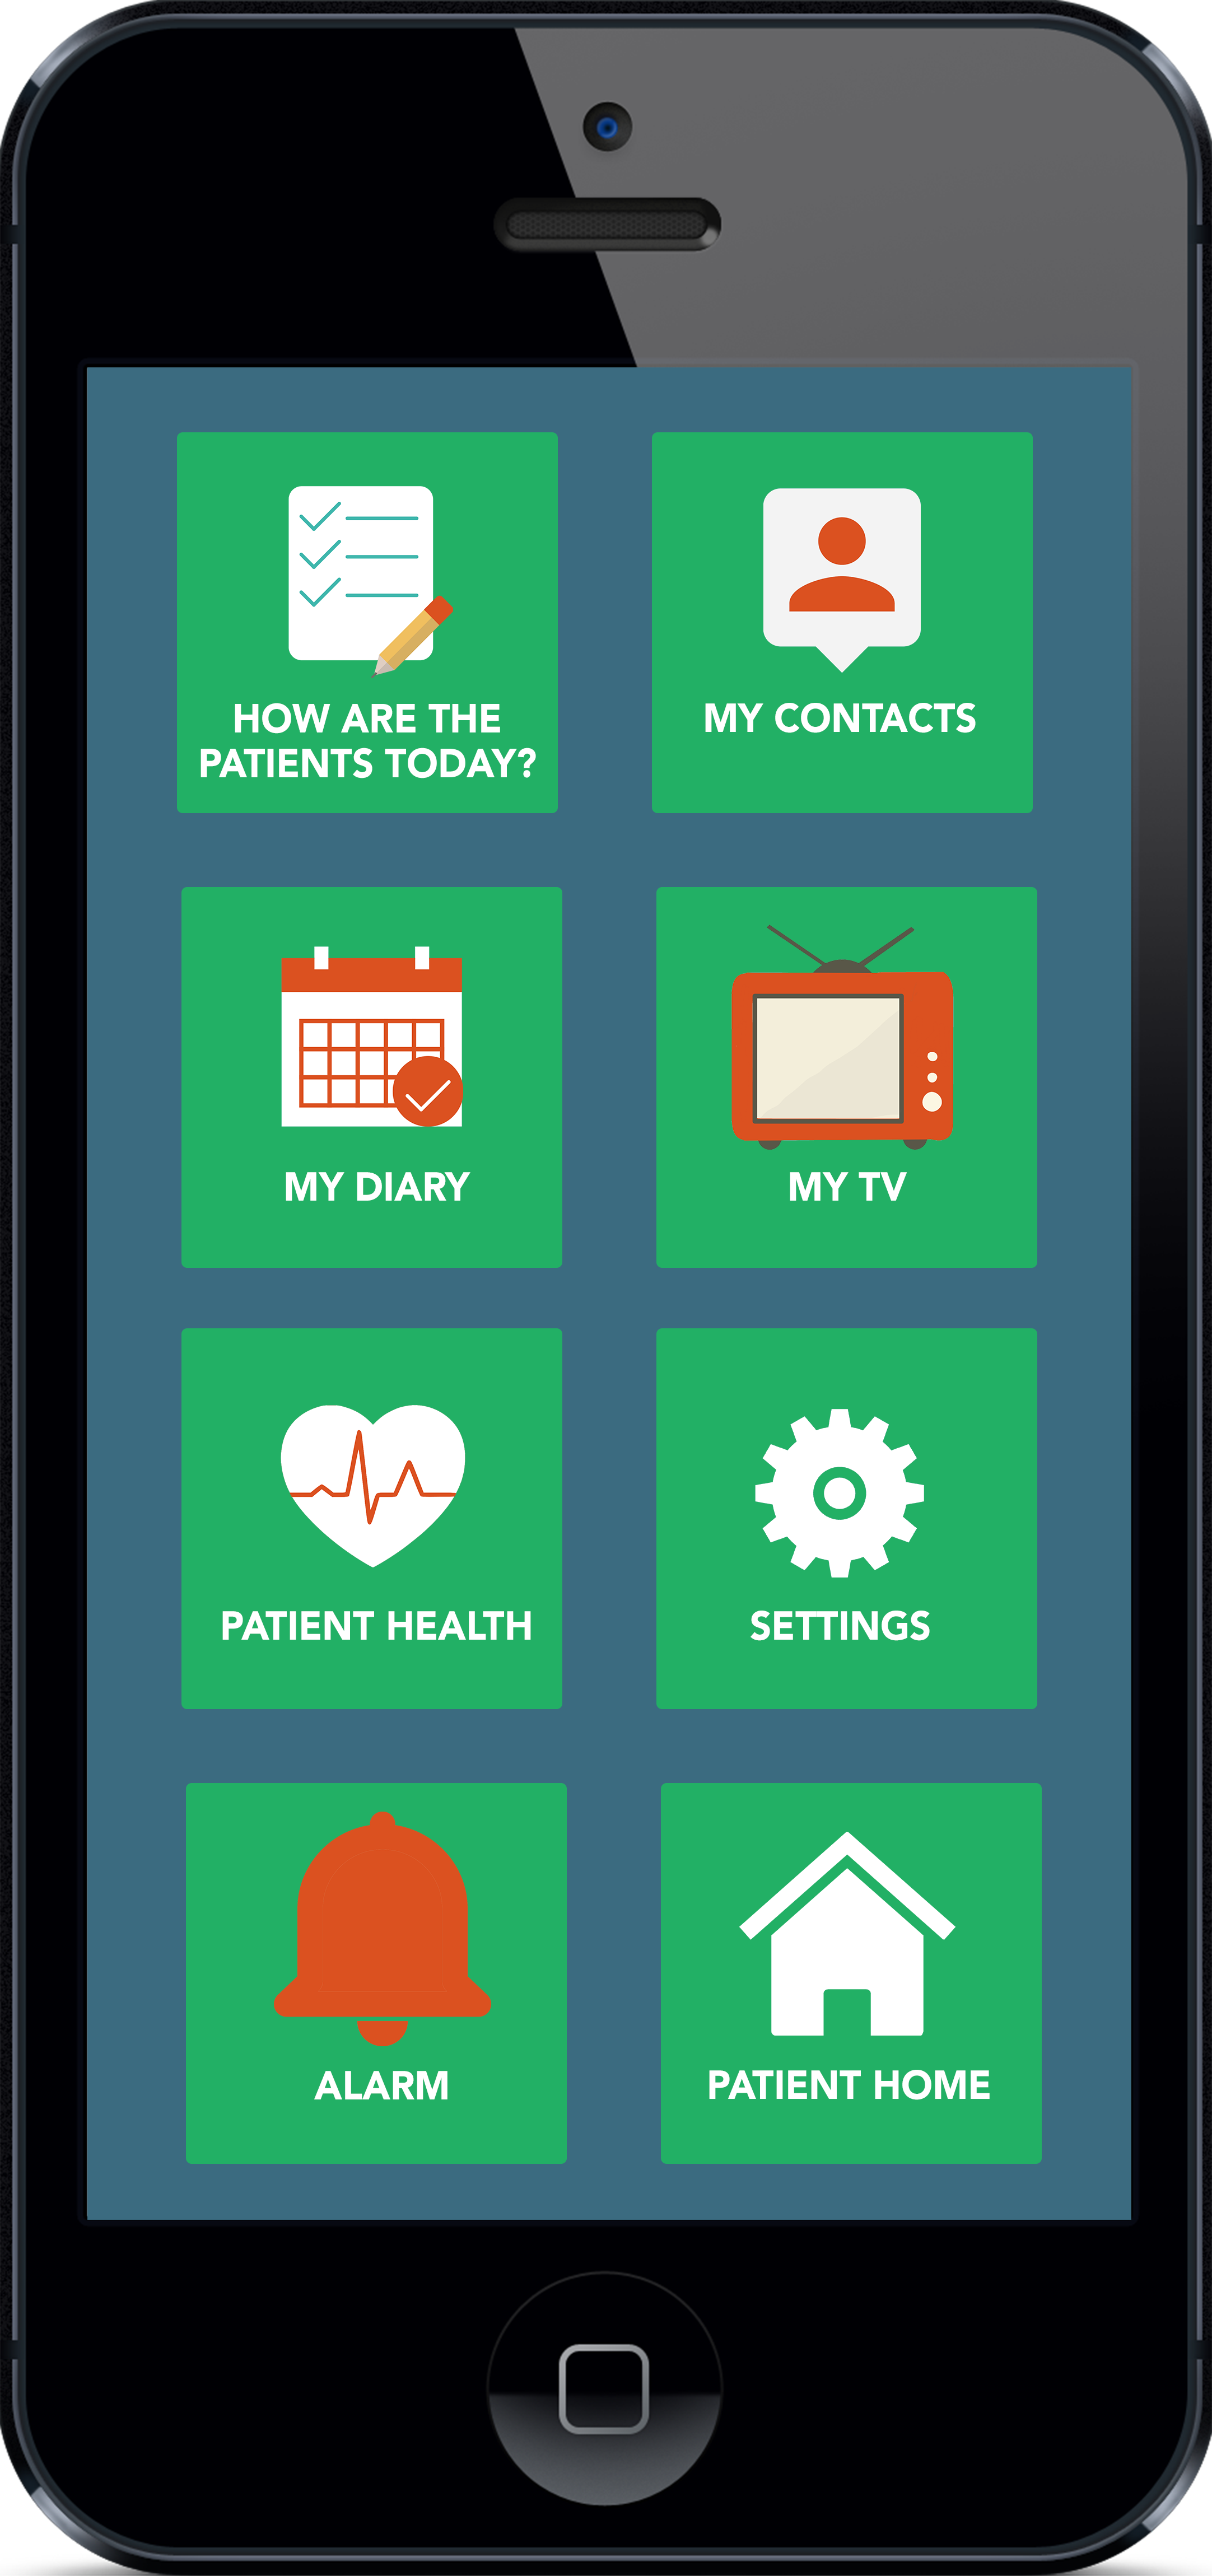 HOW ARE THE
PATIENTS TODAY?
MY CONTACTS
MY DIARY
MY TV
PATIENT HEALTH
SETTINGS
ALARM
PATIENT HOME